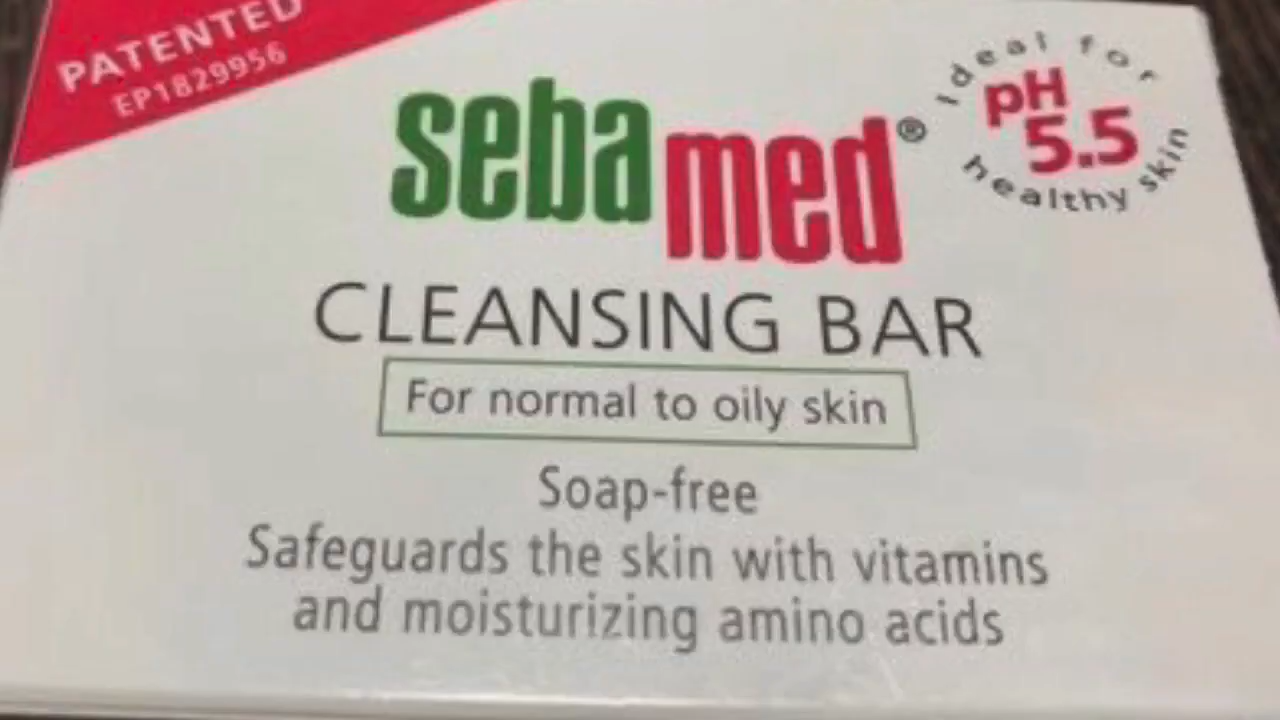 PATENTED
EP1829956
sebamed®
Ideal for
pH
5.5
healthy skin
CLEANSING BAR
For normal to oily skin
Soap-free
Safeguards the skin with vitamins
and moisturizing amino acids